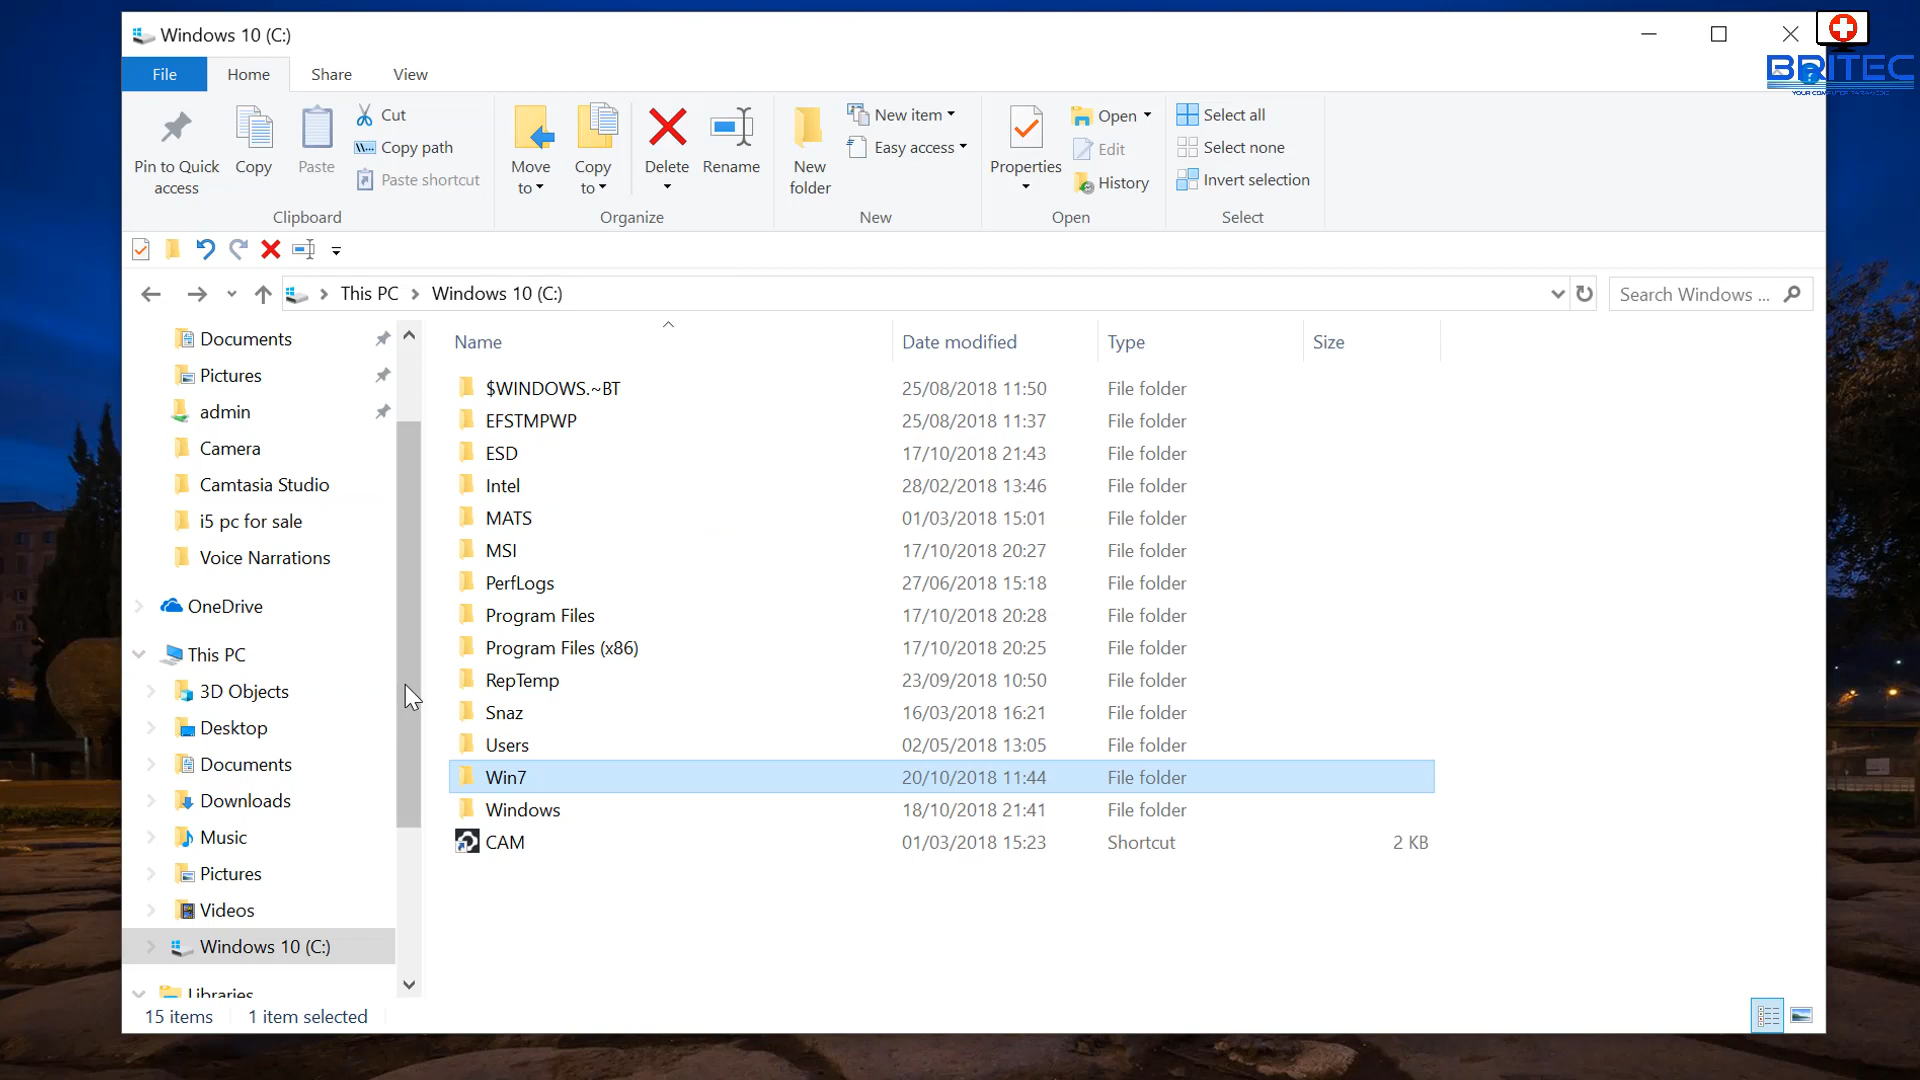 Windows 10 (C:)
BRITEC
YOUR COMPUTER PARAMEDIC
File Home Share View
Pin to Quick access
Copy
Paste
Cut
Copy path
Paste shortcut
Clipboard
Move to
Copy to
Delete
Rename
Organize
New folder
New item
Easy access
New
Properties
Open
Edit
History
Open
Select all
Select none
Invert selection
Select
This PC > Windows 10 (C:)
Search Windows ...
Documents
Pictures
admin
Camera
Camtasia Studio
i5 pc for sale
Voice Narrations
OneDrive
This PC
3D Objects
Desktop
Documents
Downloads
Music
Pictures
Videos
Windows 10 (C:)
Libraries
Name Date modified Type Size
$WINDOWS.~BT 25/08/2018 11:50 File folder
EFSTMPWP 25/08/2018 11:37 File folder
ESD 17/10/2018 21:43 File folder
Intel 28/02/2018 13:46 File folder
MATS 01/03/2018 15:01 File folder
MSI 17/10/2018 20:27 File folder
PerfLogs 27/06/2018 15:18 File folder
Program Files 17/10/2018 20:28 File folder
Program Files (x86) 17/10/2018 20:25 File folder
RepTemp 23/09/2018 10:50 File folder
Snaz 16/03/2018 16:21 File folder
Users 02/05/2018 13:05 File folder
Win7 20/10/2018 11:44 File folder
Windows 18/10/2018 21:41 File folder
CAM 01/03/2018 15:23 Shortcut 2 KB
15 items 1 item selected